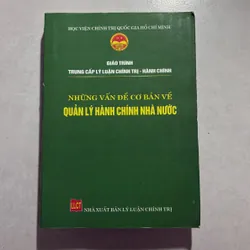 HỌC VIỆN CHÍNH TRỊ QUỐC GIA HỒ CHÍ MINH
GIÁO TRÌNH
TRUNG CẤP LÝ LUẬN CHÍNH TRỊ - HÀNH CHÍNH
NHỮNG VẤN ĐỀ CƠ BẢN VỀ
QUẢN LÝ HÀNH CHÍNH NHÀ NƯỚC
LLCT
NHÀ XUẤT BẢN LÝ LUẬN CHÍNH TRỊ